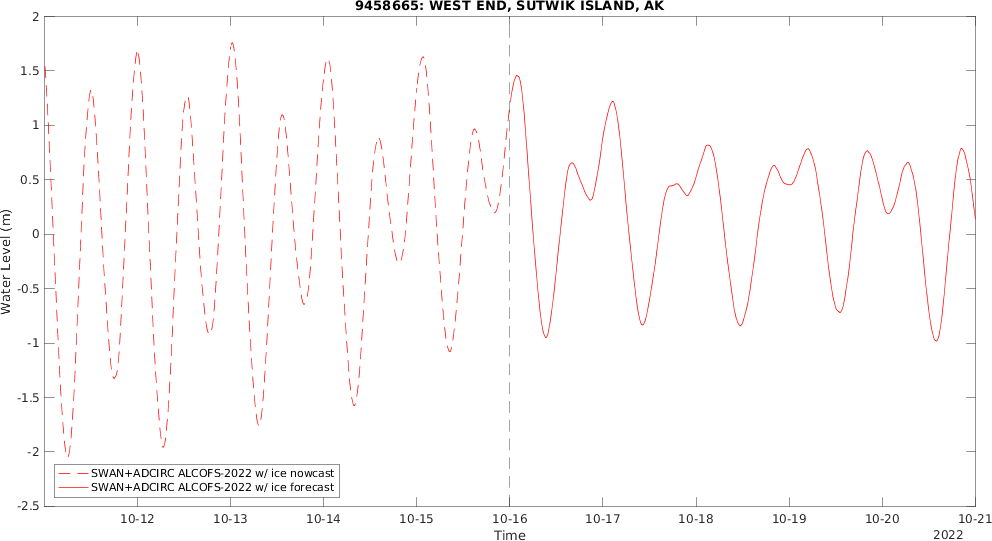 9458665: WEST END, SUTWIK ISLAND, AK
2
1.5
1
0.5
0
-0.5
-1
-1.5
-2
-2.5
Water Level (m)
SWAN+ADCIRC ALCOFS-2022 w/ ice nowcast
SWAN+ADCIRC ALCOFS-2022 w/ ice forecast
10-12 10-13 10-14 10-15 10-16 10-17 10-18 10-19 10-20 10-21
Time
2022